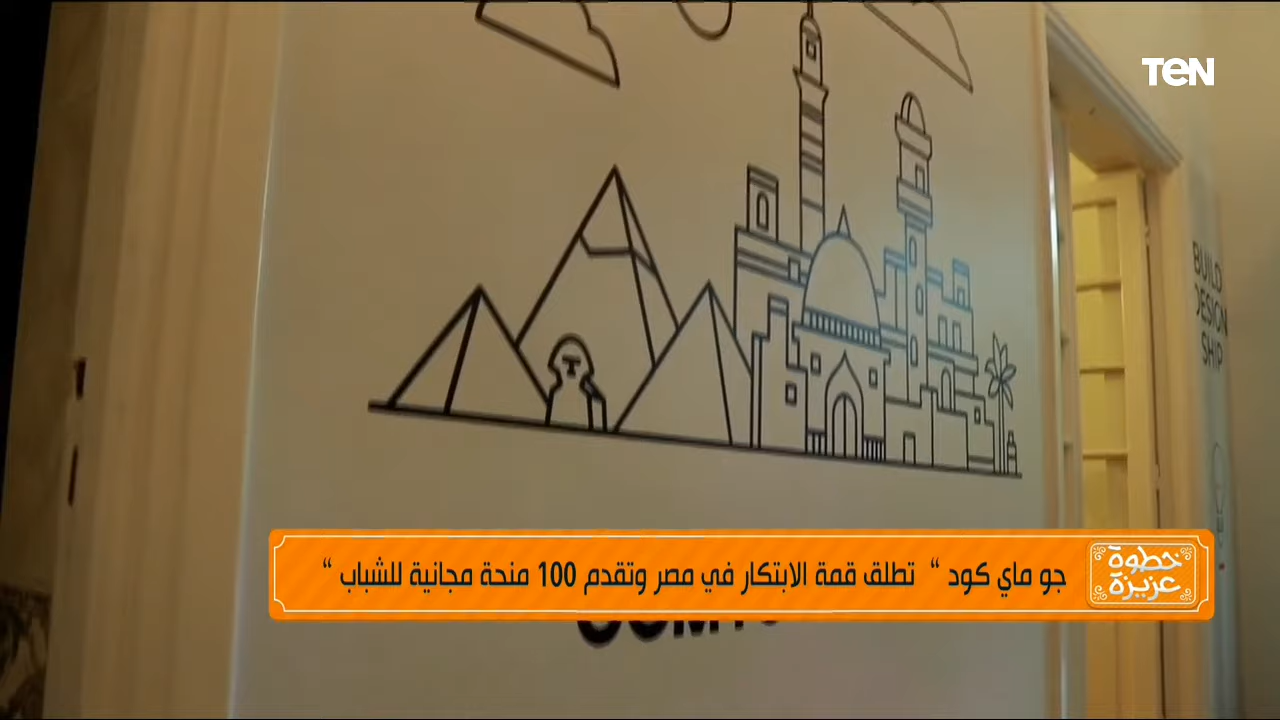 TEN
BUILD
DESIGN
SHIP
خطوة
عزيزة
جو ماي كود “ تطلق قمة الابتكار في مصر وتقدم 100 منحة مجانية للشباب “